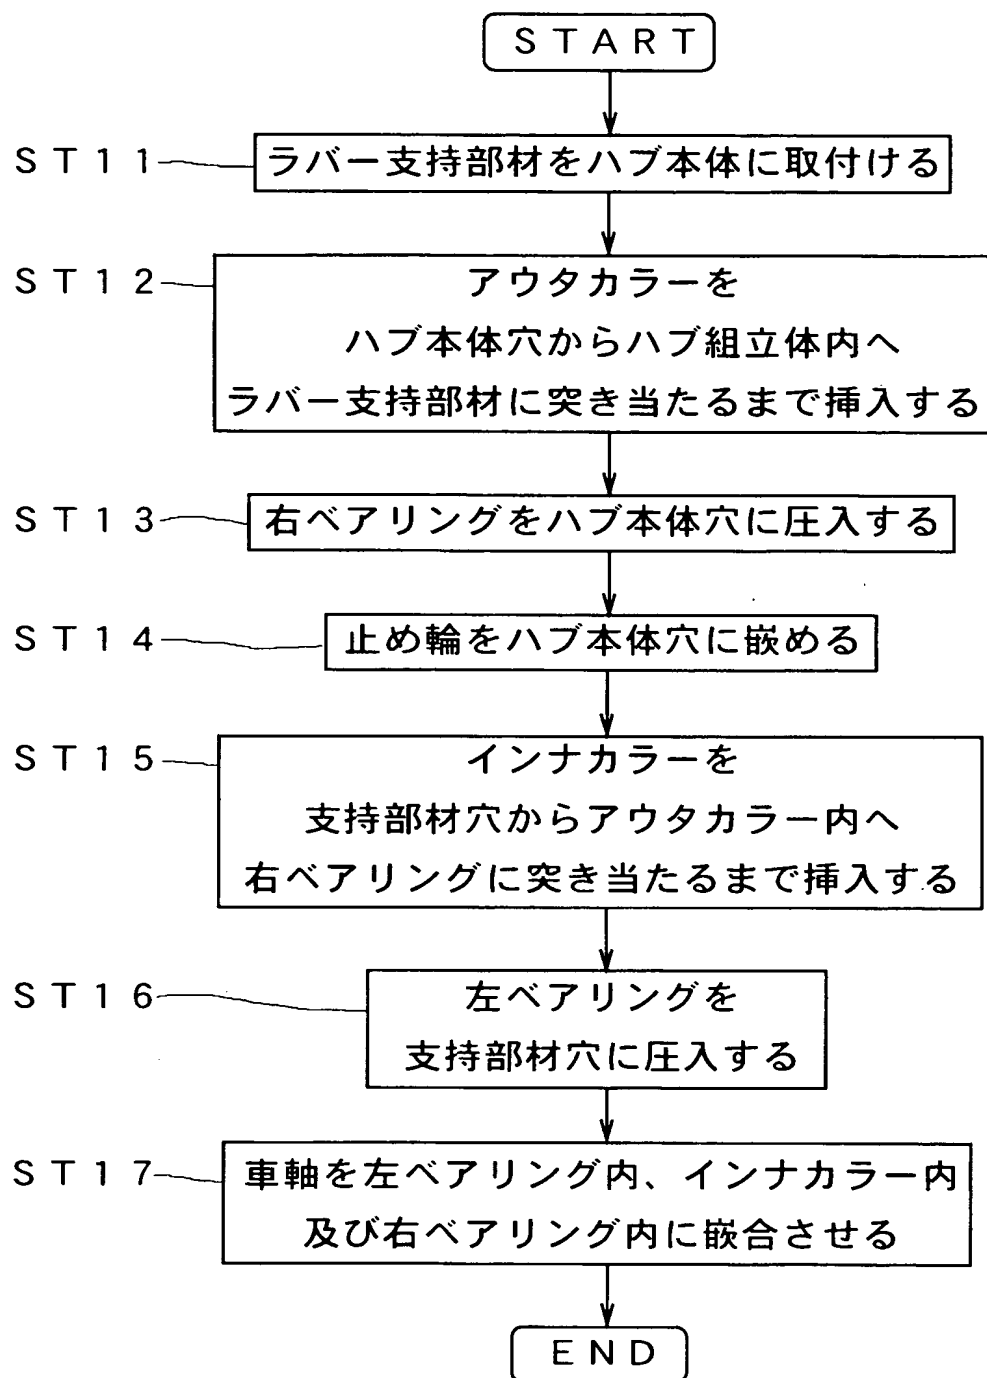 START
ST11 ラバー支持部材をハブ本体に取付ける
ST12 アウタカラーを
ハブ本体穴からハブ組立体内へ
ラバー支持部材に突き当たるまで挿入する
ST13 右ベアリングをハブ本体穴に圧入する
ST14 止め輪をハブ本体穴に嵌める
ST15 インナカラーを
支持部材穴からアウタカラー内へ
右ベアリングに突き当たるまで挿入する
ST16 左ベアリングを
支持部材穴に圧入する
ST17 車軸を左ベアリング内、インナカラー内
及び右ベアリング内に嵌合させる
END